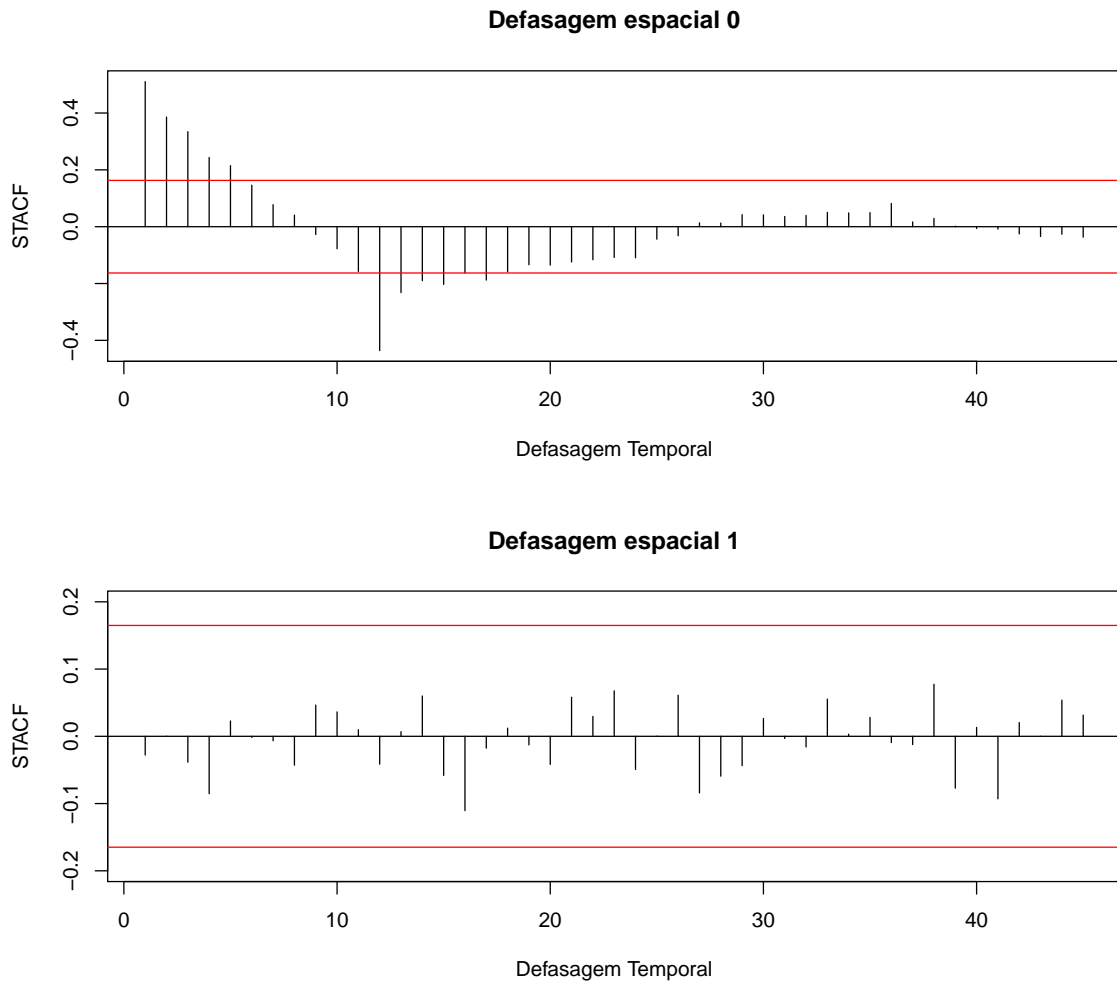 Defasagem espacial 0
0.4
0.2
0.0
−0.4
STACF
0 10 20 30 40
Defasagem Temporal
Defasagem espacial 1
0.2
0.1
0.0
−0.1
−0.2
STACF
0 10 20 30 40
Defasagem Temporal